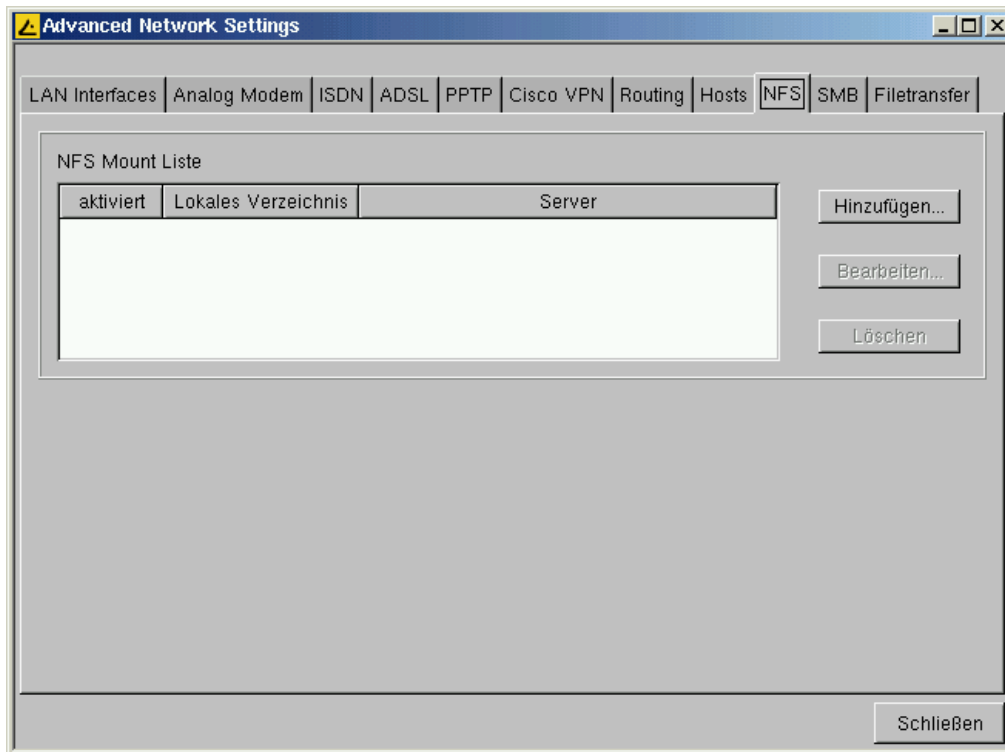 Advanced Network Settings
LAN Interfaces Analog Modem ISDN ADSL PPTP Cisco VPN Routing Hosts NFS SMB Filetransfer
NFS Mount Liste
aktiviert Lokales Verzeichnis Server
Hinzufügen...
Bearbeiten...
Löschen
Schließen